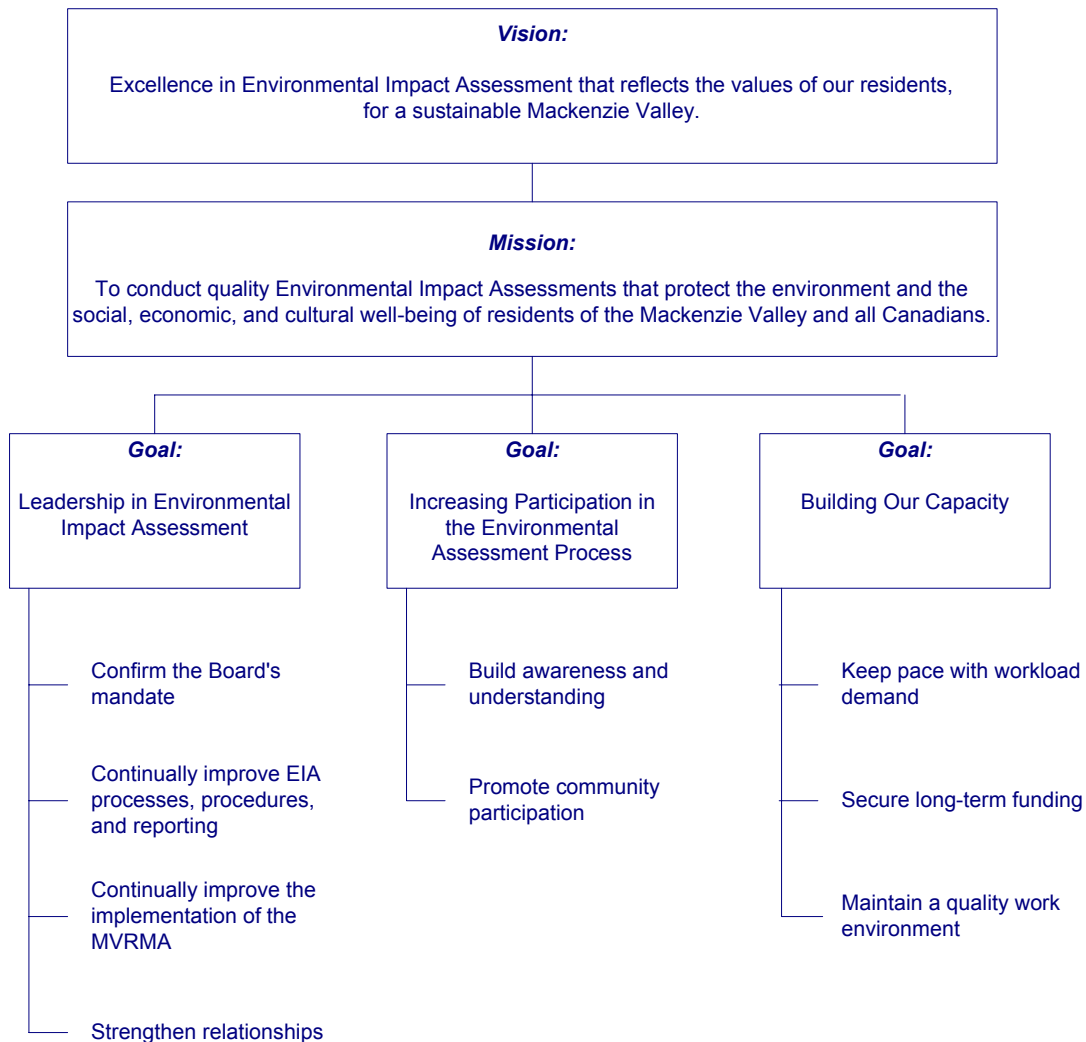 Vision:
Excellence in Environmental Impact Assessment that reflects the values of our residents,
for a sustainable Mackenzie Valley.
Mission:
To conduct quality Environmental Impact Assessments that protect the environment and the
social, economic, and cultural well-being of residents of the Mackenzie Valley and all Canadians.
Goal:
Leadership in Environmental
Impact Assessment
Confirm the Board's
mandate
Continually improve EIA
processes, procedures,
and reporting
Continually improve the
implementation of the
MVRMA
Strengthen relationships
Goal:
Increasing Participation in
the Environmental
Assessment Process
Build awareness and
understanding
Promote community
participation
Goal:
Building Our Capacity
Keep pace with workload
demand
Secure long-term funding
Maintain a quality work
environment